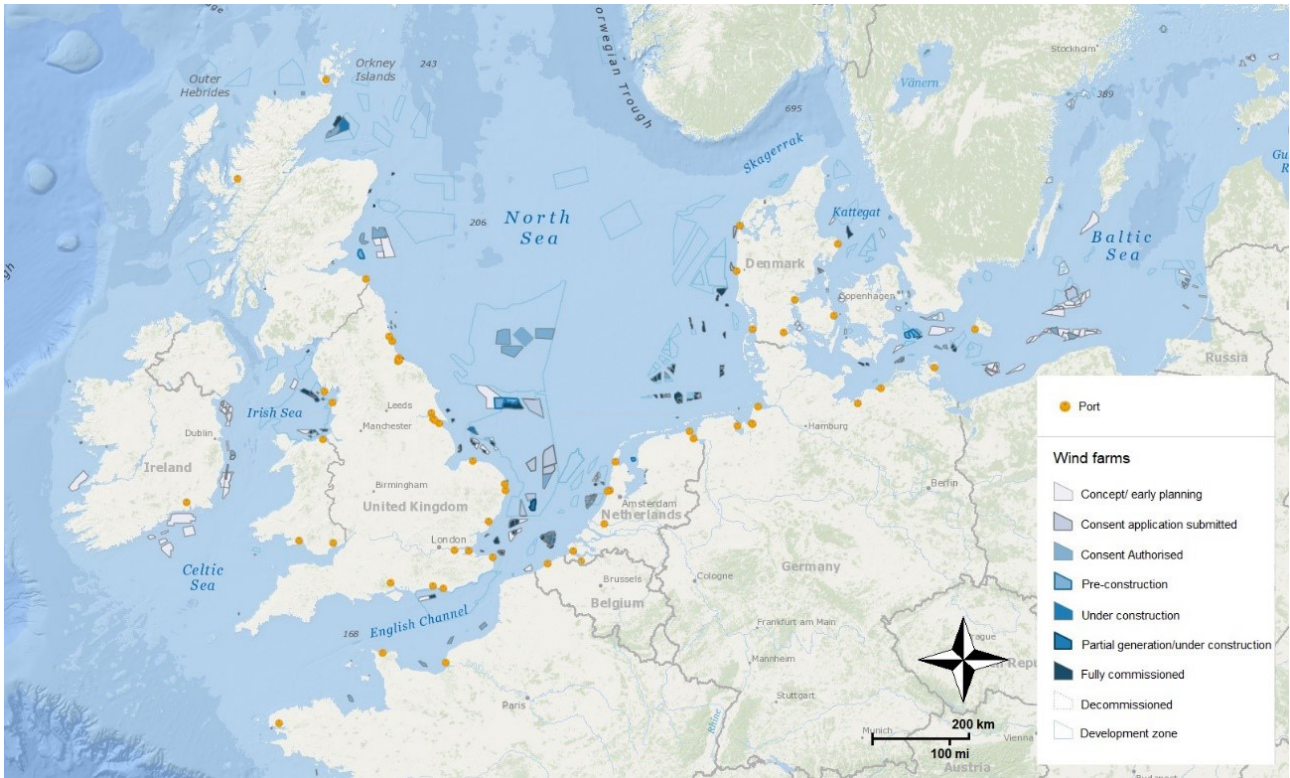 Outer
Hebrides
Orkney
Islands
243
Norwegian Trough
695
Vänern
Stockholm
389
Skagerrak
Kattegat
206
North
Sea
Baltic
Sea
Denmark
Copenhagen
Russia
Irish Sea
Dublin
Ireland
Leeds
Manchester
Birmingham
United Kingdom
London
Celtic
Sea
English Channel
168
Amsterdam
Netherlands
Brussels
Belgium
Hamburg
Berlin
Cologne
Germany
Frankfurt am Main
Mannheim
Stuttgart
Rhine
Paris
Munich
Vienna
Austria
200 km
100 mi
Port
Wind farms
Concept/ early planning
Consent application submitted
Consent Authorised
Pre-construction
Under construction
Partial generation/under construction
Fully commissioned
Decommissioned
Development zone